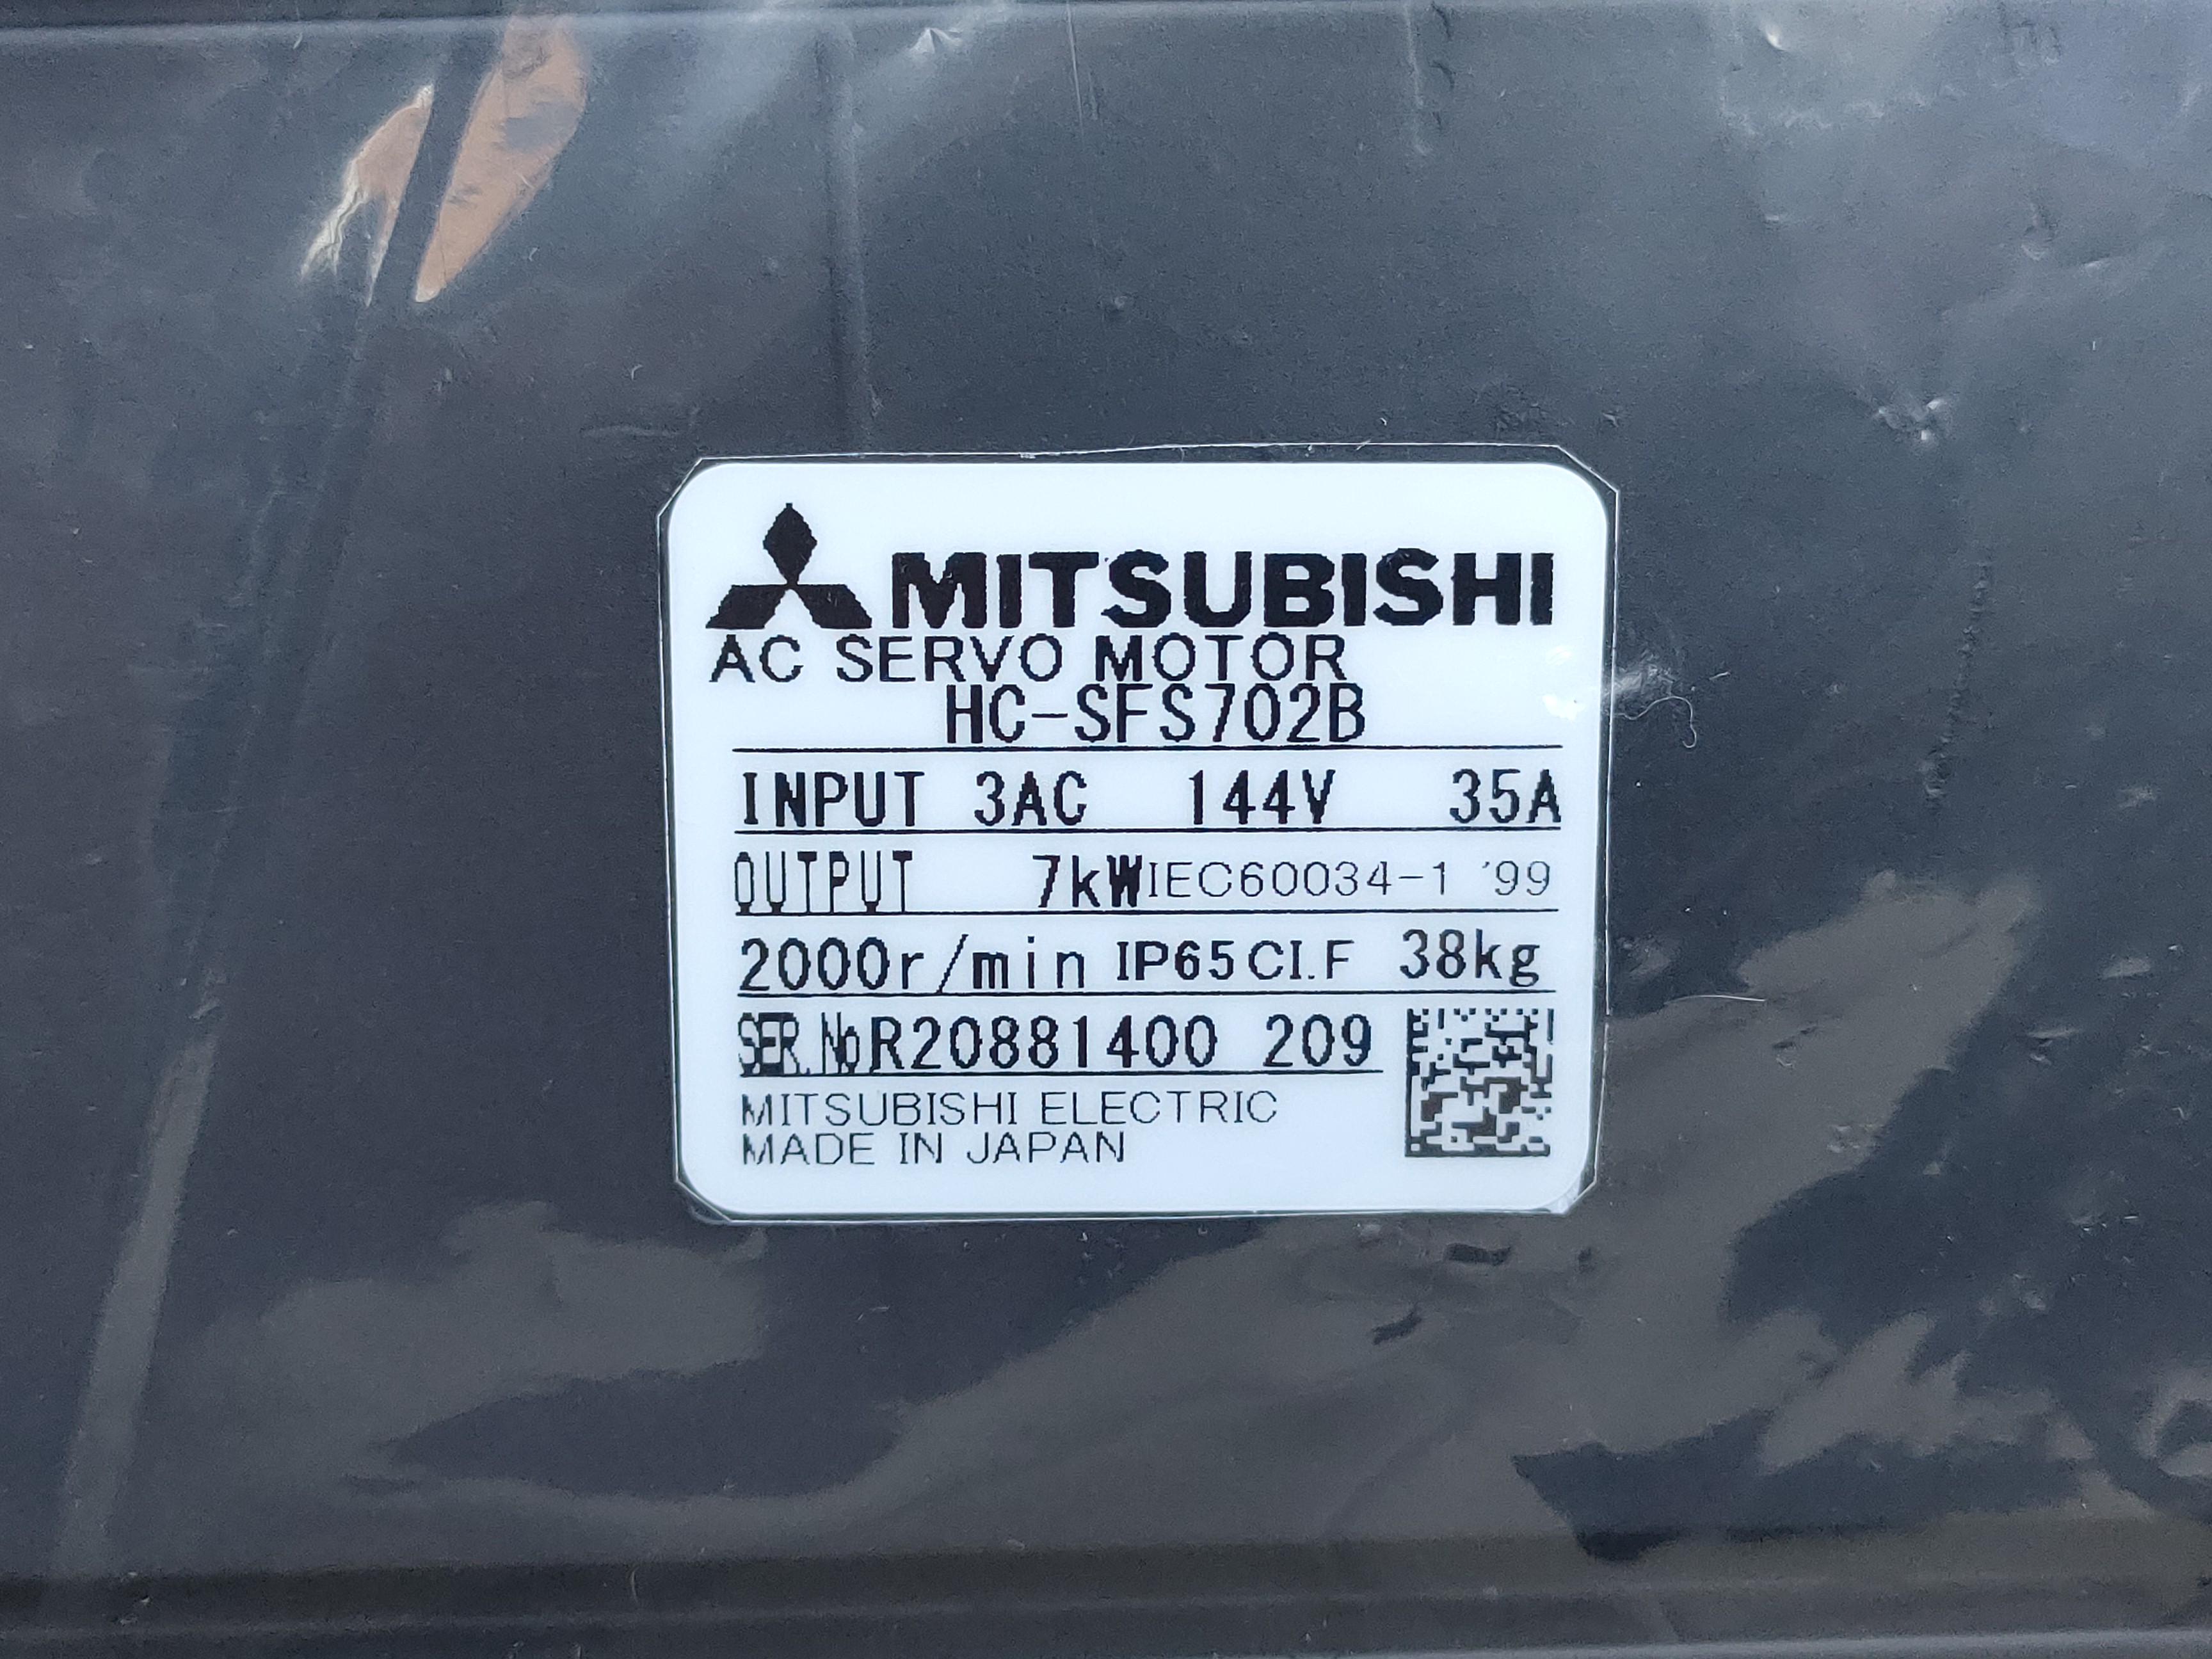 MITSUBISHI
AC SERVO MOTOR
HC-SFS702B
INPUT 3AC 144V 35A
OUTPUT 7kW IEC60034-1 '99
2000r/min IP65 CI.F 38kg
SER.No R20881400 209
MITSUBISHI ELECTRIC
MADE IN JAPAN